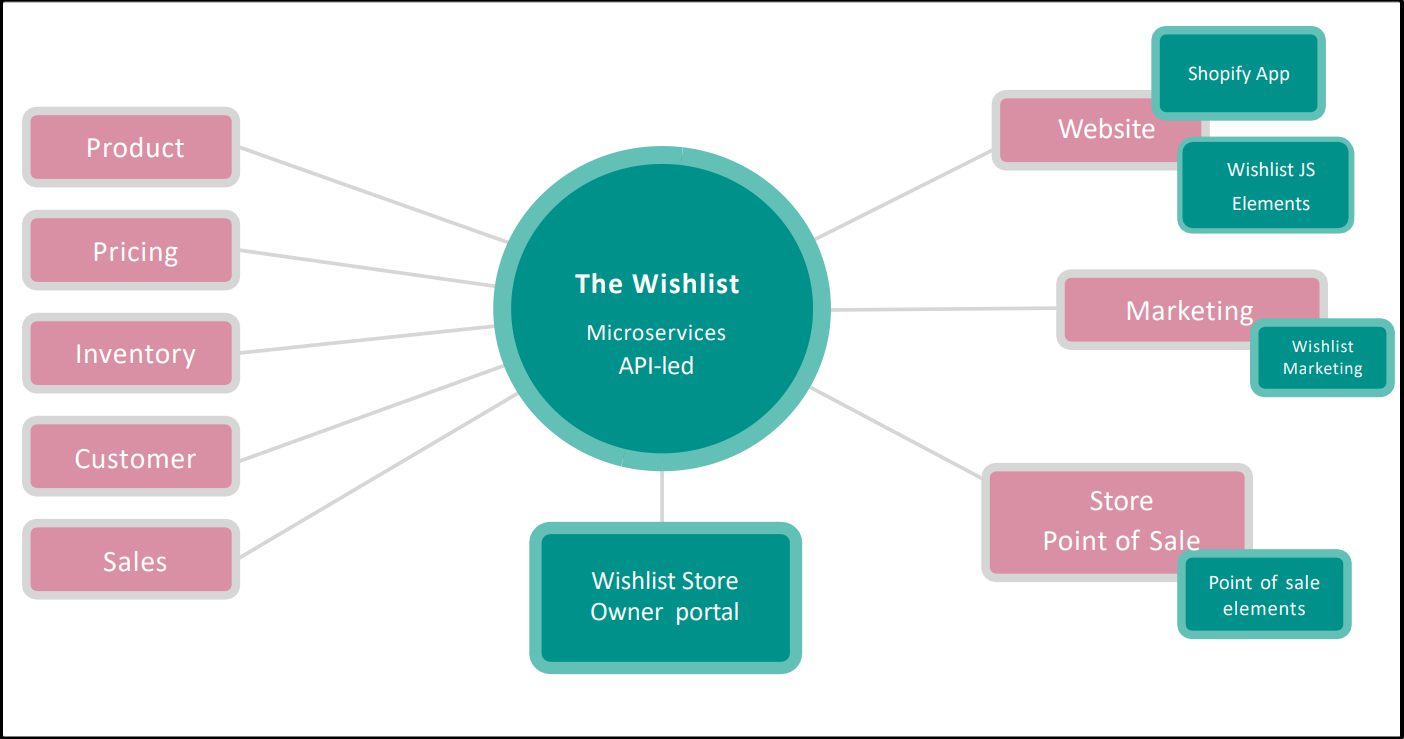 Product
Pricing
Inventory
Customer
Sales
The Wishlist
Microservices
API-led
Wishlist Store
Owner portal
Website
Shopify App
Wishlist JS
Elements
Marketing
Wishlist
Marketing
Store
Point of Sale
Point of sale
elements